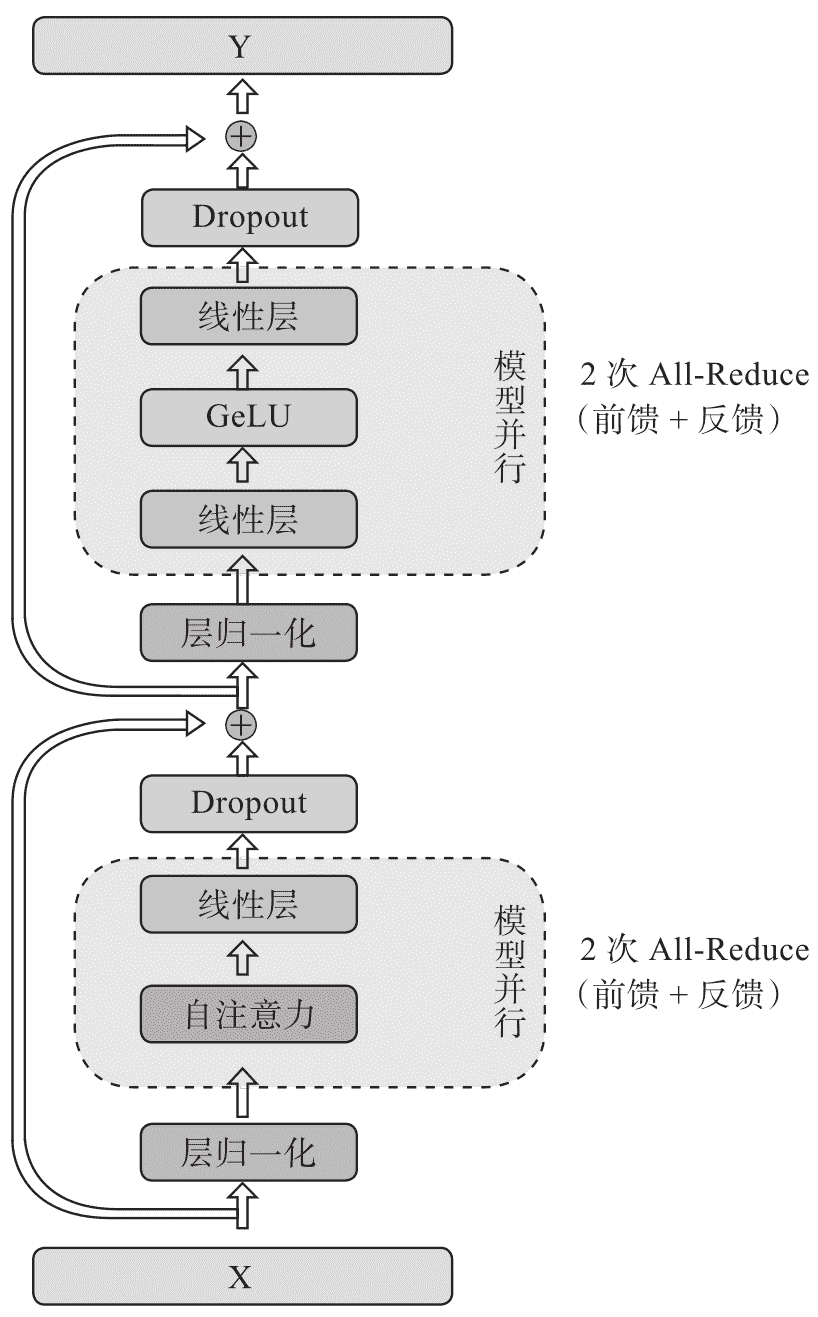 Y
Dropout
线性层
GeLU
线性层
模型并行
2 次 All-Reduce
（前馈 + 反馈）
层归一化
Dropout
线性层
自注意力
模型并行
2 次 All-Reduce
（前馈 + 反馈）
层归一化
X